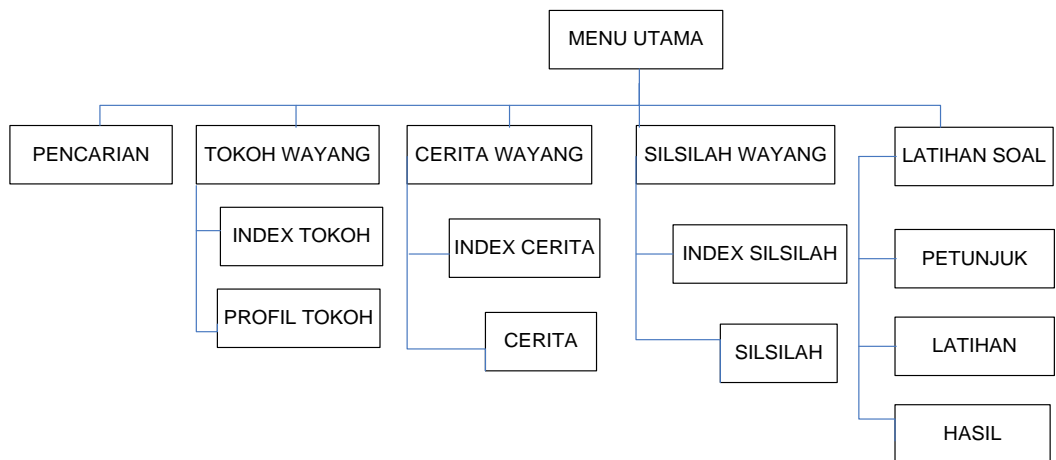 MENU UTAMA
PENCARIAN
TOKOH WAYANG
CERITA WAYANG
SILSILAH WAYANG
LATIHAN SOAL
INDEX TOKOH
INDEX CERITA
INDEX SILSILAH
PETUNJUK
PROFIL TOKOH
CERITA
SILSILAH
LATIHAN
HASIL